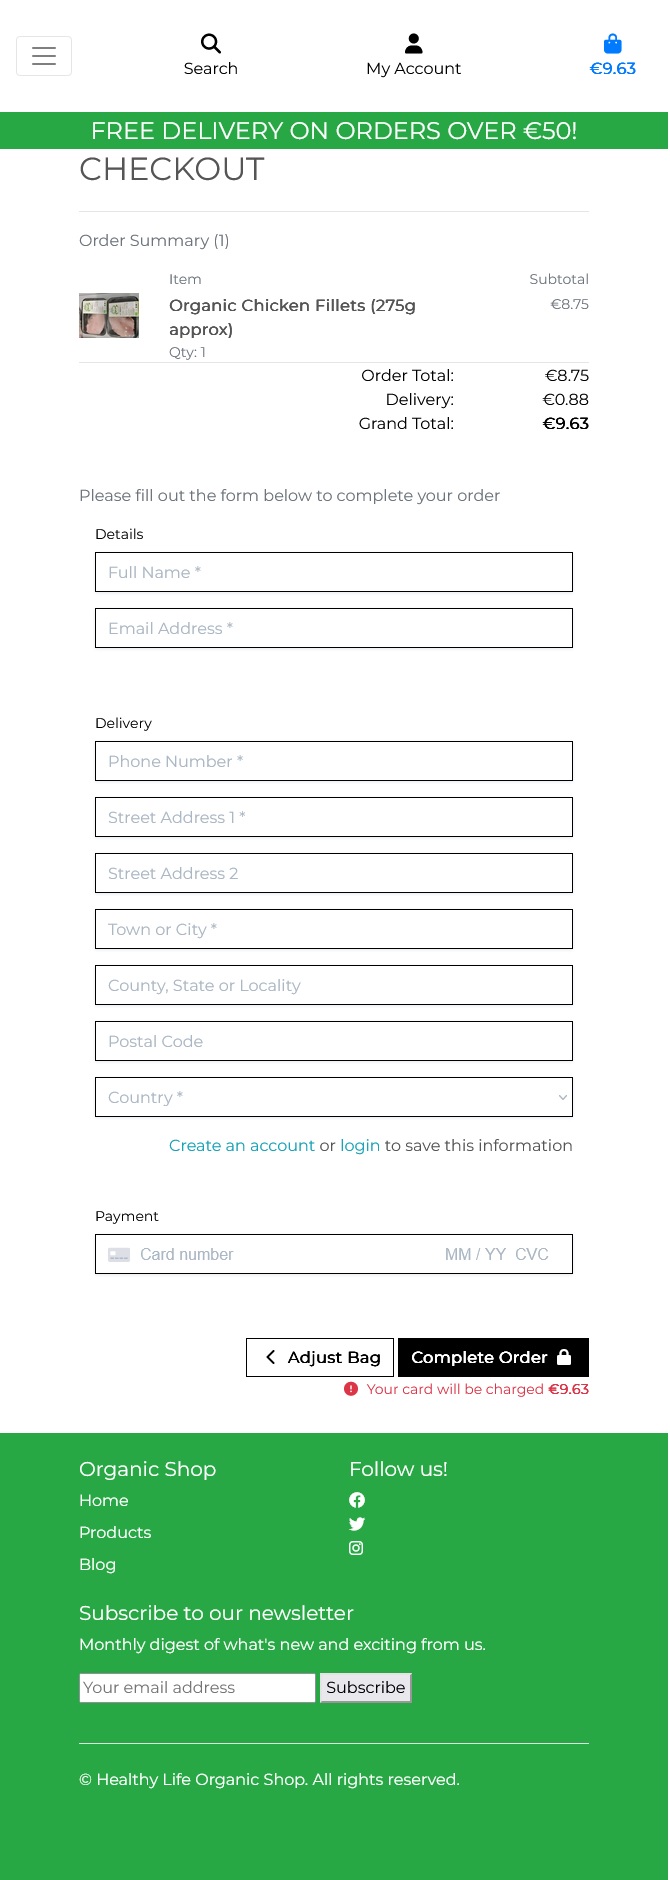 Search
My Account
€9.63
FREE DELIVERY ON ORDERS OVER €50!
CHECKOUT
Order Summary (1)
Item Subtotal
Organic Chicken Fillets (275g €8.75
approx)
Qty: 1
Order Total: €8.75
Delivery: €0.88
Grand Total: €9.63
Please fill out the form below to complete your order
Details
Full Name *
Email Address *
Delivery
Phone Number *
Street Address 1 *
Street Address 2
Town or City *
County, State or Locality
Postal Code
Country *
Create an account or login to save this information
Payment
Card number MM / YY CVC
Adjust Bag Complete Order
Your card will be charged €9.63
Organic Shop
Home
Products
Blog
Follow us!
Subscribe to our newsletter
Monthly digest of what's new and exciting from us.
Your email address Subscribe
© Healthy Life Organic Shop. All rights reserved.